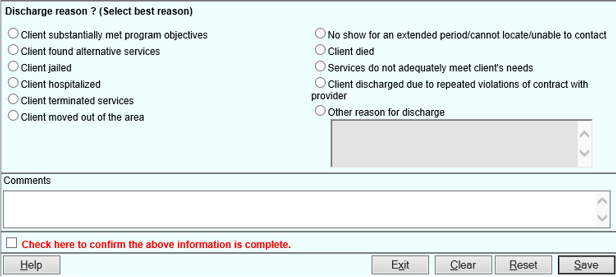 Discharge reason ? (Select best reason)
Client substantially met program objectives
Client found alternative services
Client jailed
Client hospitalized
Client terminated services
Client moved out of the area
No show for an extended period/cannot locate/unable to contact
Client died
Services do not adequately meet client's needs
Client discharged due to repeated violations of contract with
provider
Other reason for discharge
Comments
Check here to confirm the above information is complete.
Help
Exit
Clear
Reset
Save